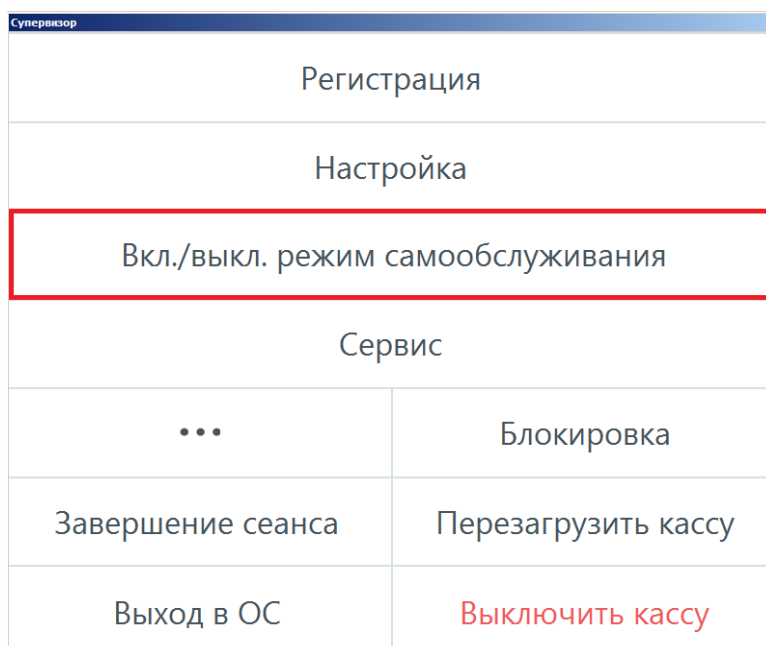 Супервизор
Регистрация
Настройка
Вкл./выкл. режим самообслуживания
Сервис
•••
Блокировка
Завершение сеанса
Перезагрузить кассу
Выход в ОС
Выключить кассу